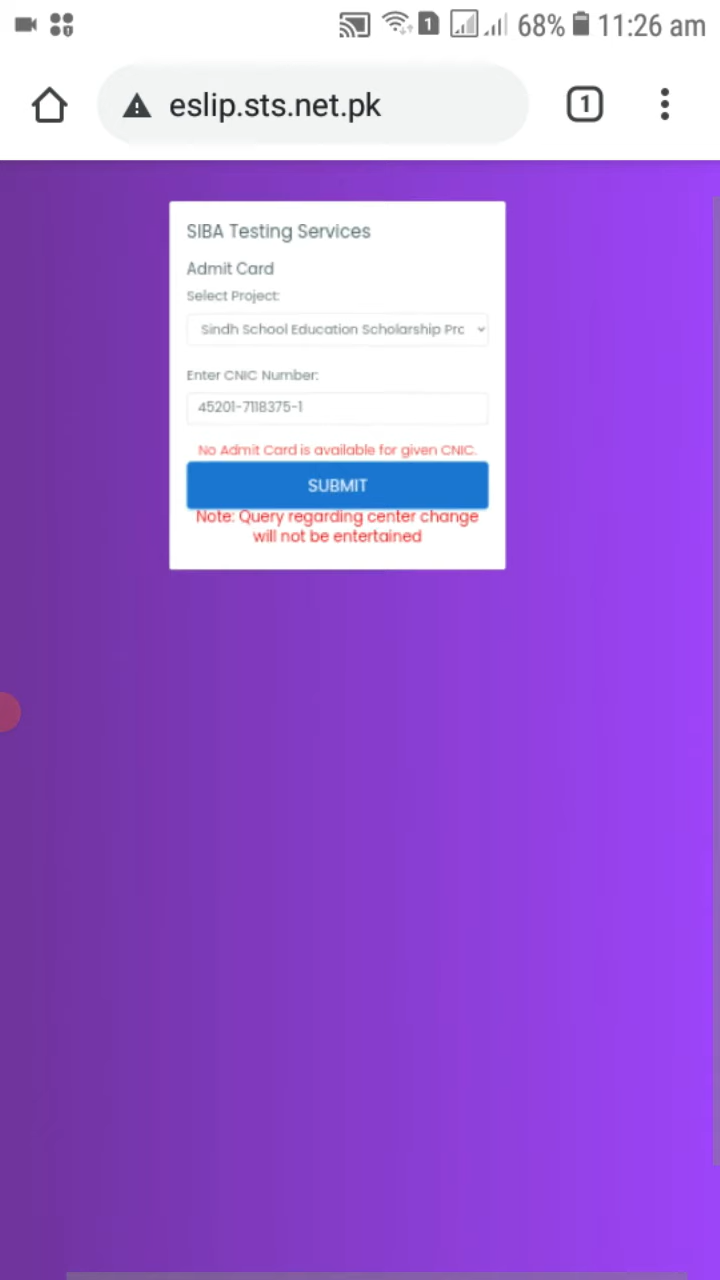 1 68% 11:26 am
eslip.sts.net.pk 1
SIBA Testing Services
Admit Card
Select Project:
Sindh School Education Scholarship Prc
Enter CNIC Number:
45201-7118375-1
No Admit Card is available for given CNIC.
SUBMIT
Note: Query regarding center change
will not be entertained